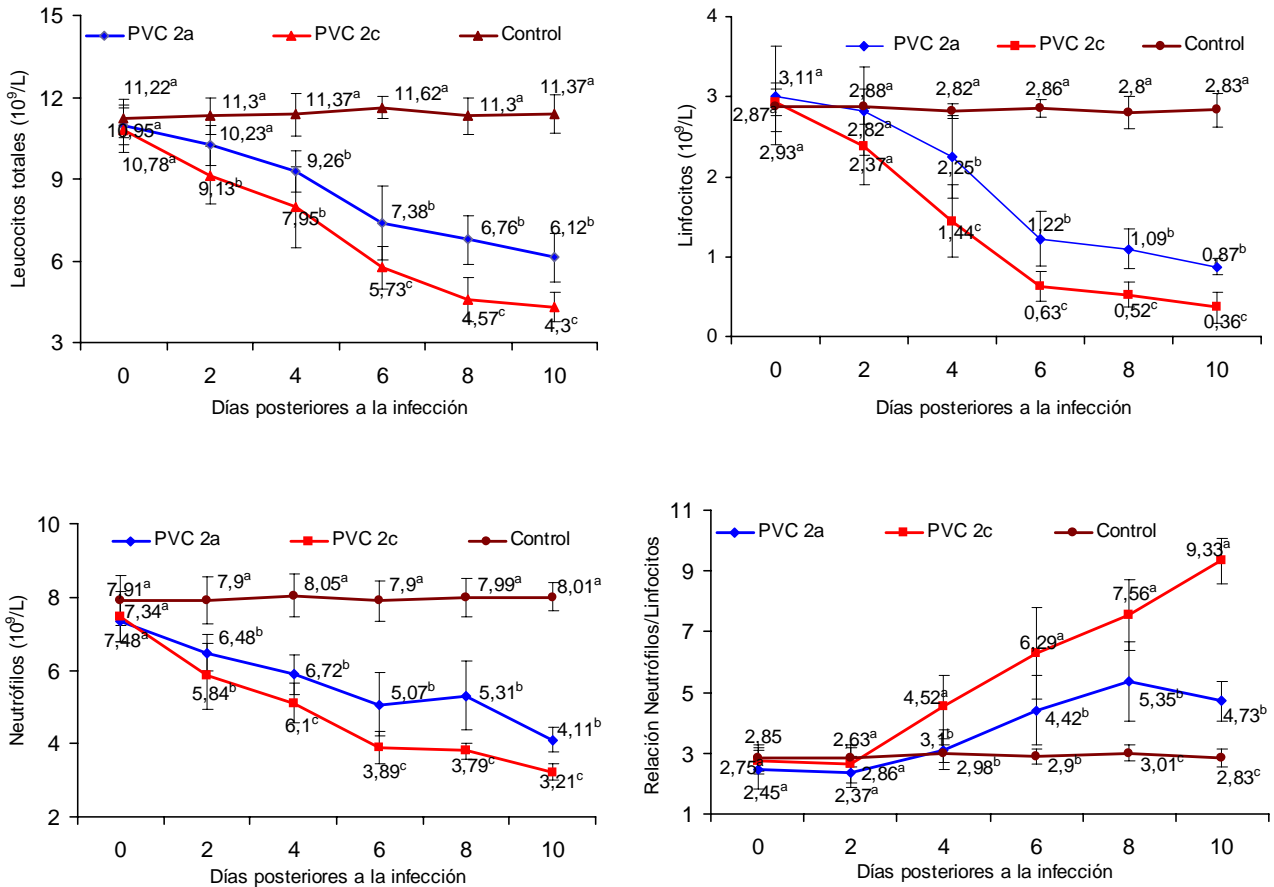 PVC 2a PVC 2c Control
Leucocitos totales (10⁹/L)
15
12
9
6
3
11,22ᵃ 11,3ᵃ 11,37ᵃ 11,62ᵃ 11,3ᵃ 11,37ᵃ
10,95ᵃ 10,23ᵃ 9,26ᵇ 7,38ᵇ 6,76ᵇ 6,12ᵇ
10,78ᵃ 9,13ᵇ 7,95ᵇ 5,73ᶜ 4,57ᶜ 4,3ᶜ
0 2 4 6 8 10
Días posteriores a la infección
PVC 2a PVC 2c Control
Linfocitos (10⁹/L)
4
3
2
1
0
3,11ᵃ 2,88ᵃ 2,82ᵃ 2,86ᵃ 2,8ᵃ 2,83ᵃ
2,87ᵃ 2,82ᵃ 2,25ᵇ 1,22ᵇ 1,09ᵇ 0,87ᵇ
2,93ᵃ 2,37ᵃ 1,44ᶜ 0,63ᶜ 0,52ᶜ 0,36ᶜ
0 2 4 6 8 10
Días posteriores a la infección
PVC 2a PVC 2c Control
Neutrófilos (10⁹/L)
10
8
6
4
2
7,91ᵃ 7,9ᵃ 8,05ᵃ 7,9ᵃ 7,99ᵃ 8,01ᵃ
7,34ᵃ 6,48ᵇ 6,72ᵇ 5,07ᵇ 5,31ᵇ 4,11ᵇ
7,48ᵃ 5,84ᵇ 6,1ᶜ 3,89ᶜ 3,79ᶜ 3,21ᶜ
0 2 4 6 8 10
Días posteriores a la infección
PVC 2a PVC 2c Control
Relación Neutrófilos/Linfocitos
11
9
7
5
3
1
2,85 2,63ᵃ 4,52ᵃ 6,29ᵃ 7,56ᵃ 9,33ᵃ
2,75ᵃ 2,86ᵃ 3,1ᵇ 4,42ᵇ 5,35ᵇ 4,73ᵇ
2,45ᵃ 2,37ᵃ 2,98ᵇ 2,9ᵇ 3,01ᶜ 2,83ᶜ
0 2 4 6 8 10
Días posteriores a la infección